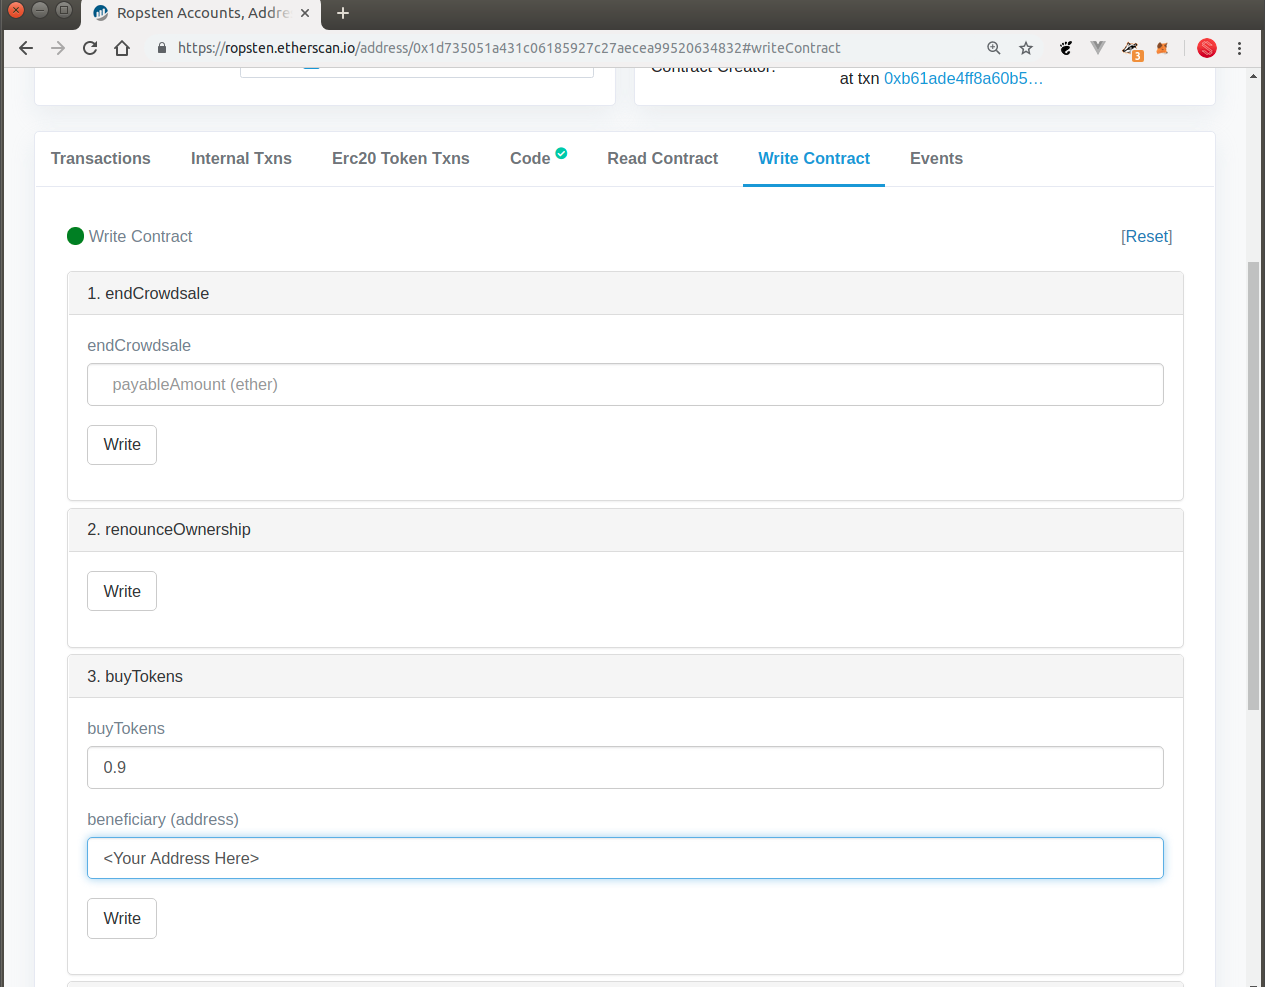 Ropsten Accounts, Addre
https://ropsten.etherscan.io/address/0x1d735051a431c06185927c27aecea99520634832#writeContract
3
Contract Creator:
at txn 0xb61ade4ff8a60b5…
Transactions Internal Txns Erc20 Token Txns Code Read Contract Write Contract Events
Write Contract [Reset]
1. endCrowdsale
endCrowdsale
payableAmount (ether)
Write
2. renounceOwnership
Write
3. buyTokens
buyTokens
0.9
beneficiary (address)
<Your Address Here>
Write